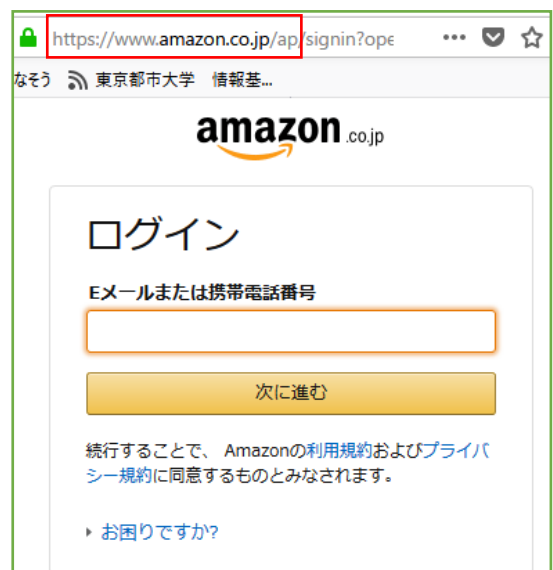 https://www.amazon.co.jp/ap/signin?ope
なそう 東京都市大学 情報基...
amazon.co.jp
ログイン
Eメールまたは携帯電話番号
次に進む
続行することで、 Amazonの利用規約およびプライバ
シー規約に同意するものとみなされます。
お困りですか?